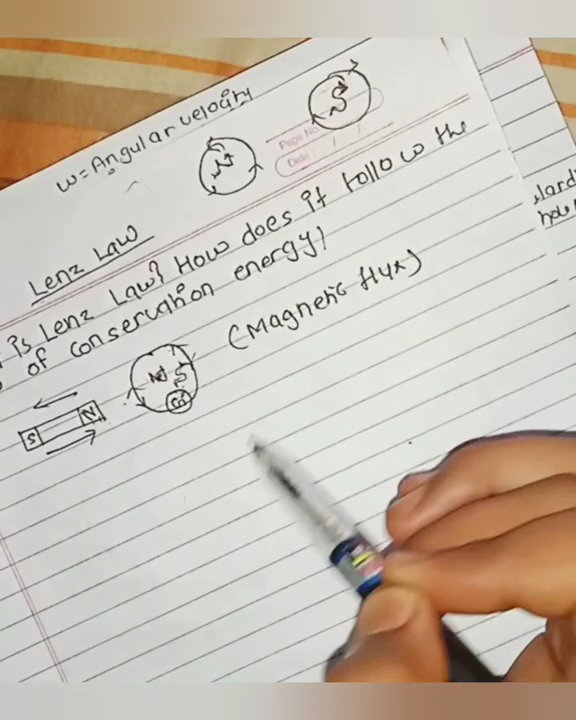 w=Angular velocity
N
S
Page No.
Date: / /
Lenz Law
is Lenz Law? How does it follow the
of conservation energy?
(Magnetic flux)
N S
S N